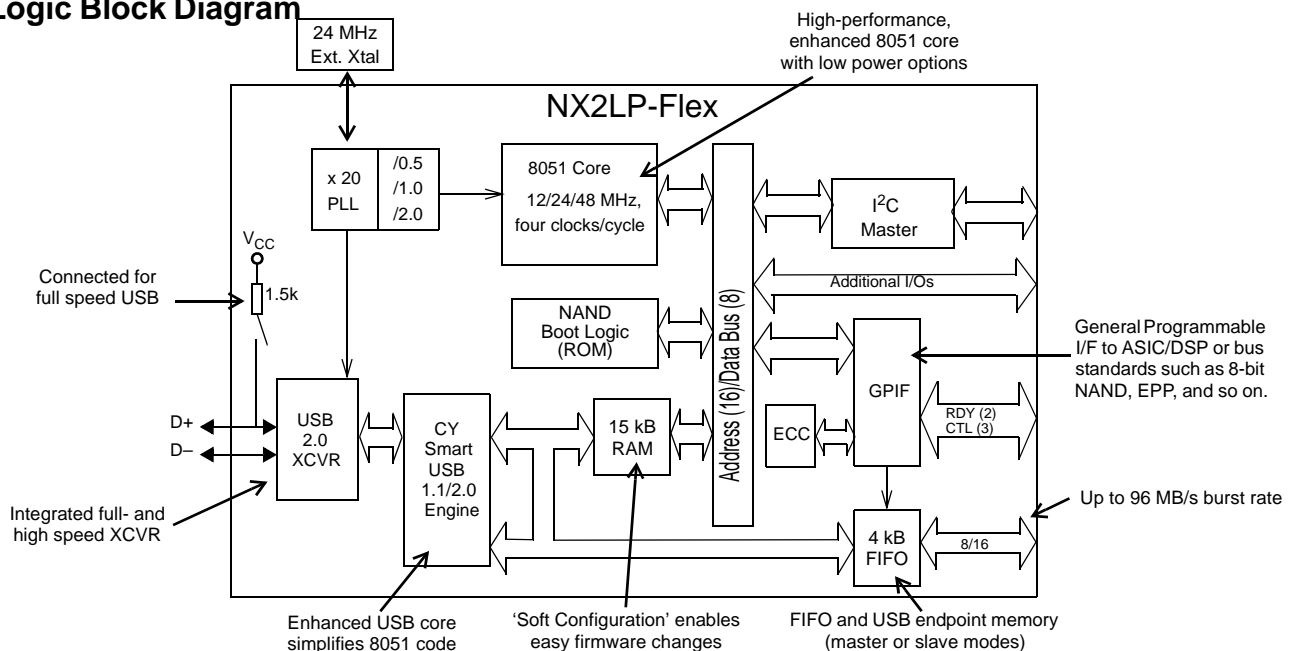 Logic Block Diagram
24 MHz
Ext. Xtal
High-performance,
enhanced 8051 core
with low power options
NX2LP-Flex
x 20
PLL
/0.5
/1.0
/2.0
8051 Core
12/24/48 MHz,
four clocks/cycle
I²C
Master
VCC
1.5k
Connected for
full speed USB
Additional I/Os
NAND
Boot Logic
(ROM)
Address (16)/Data Bus (8)
General Programmable
I/F to ASIC/DSP or bus
standards such as 8-bit
NAND, EPP, and so on.
GPIF
RDY (2)
CTL (3)
ECC
D+
D–
USB
2.0
XCVR
CY
Smart
USB
1.1/2.0
Engine
15 kB
RAM
Integrated full- and
high speed XCVR
Up to 96 MB/s burst rate
4 kB
FIFO
8/16
Enhanced USB core
simplifies 8051 code
‘Soft Configuration’ enables
easy firmware changes
FIFO and USB endpoint memory
(master or slave modes)